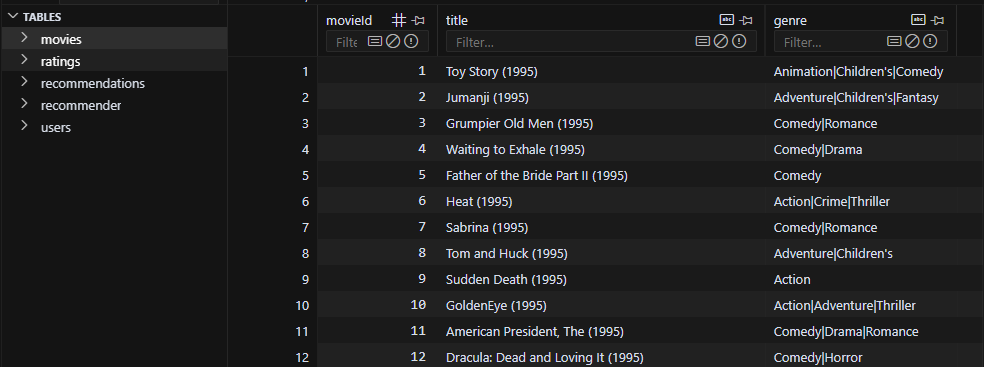 TABLES
movies
ratings
recommendations
recommender
users
movieId title genre
Filte Filter... Filter...
1 1 Toy Story (1995) Animation|Children's|Comedy
2 2 Jumanji (1995) Adventure|Children's|Fantasy
3 3 Grumpier Old Men (1995) Comedy|Romance
4 4 Waiting to Exhale (1995) Comedy|Drama
5 5 Father of the Bride Part II (1995) Comedy
6 6 Heat (1995) Action|Crime|Thriller
7 7 Sabrina (1995) Comedy|Romance
8 8 Tom and Huck (1995) Adventure|Children's
9 9 Sudden Death (1995) Action
10 10 GoldenEye (1995) Action|Adventure|Thriller
11 11 American President, The (1995) Comedy|Drama|Romance
12 12 Dracula: Dead and Loving It (1995) Comedy|Horror